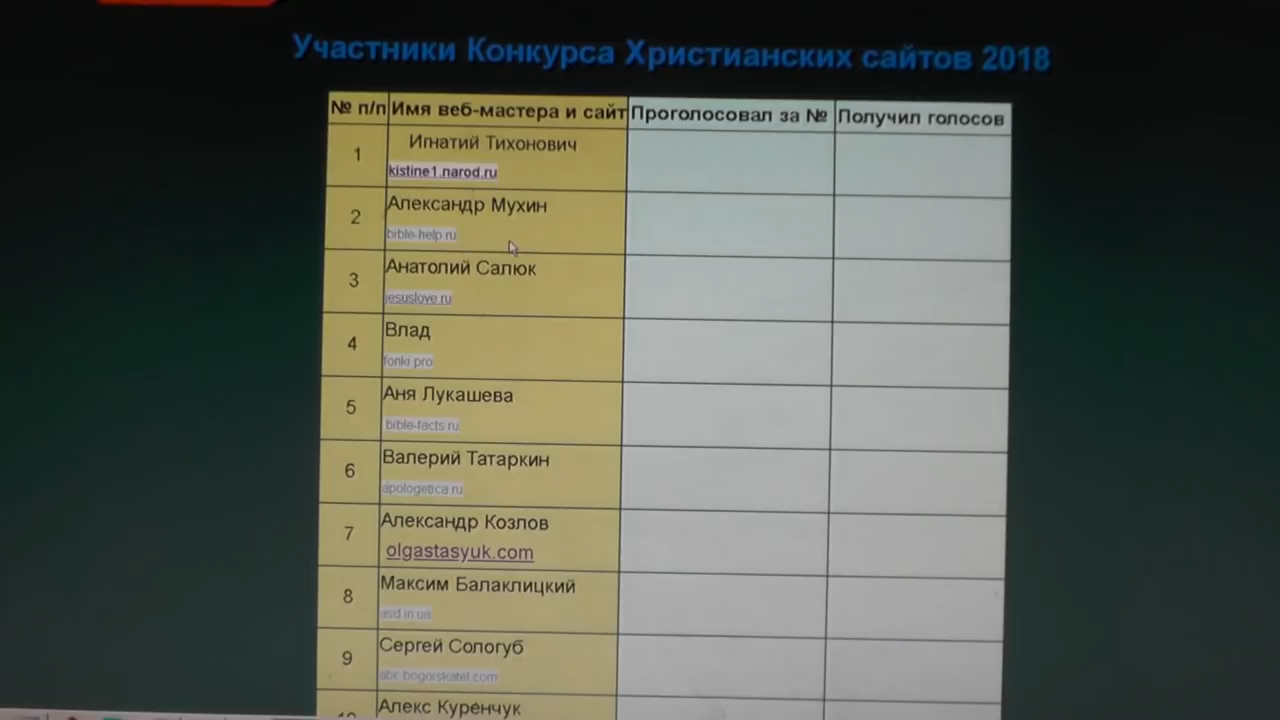 Участники Конкурса Христианских сайтов 2018
№ п/п Имя веб-мастера и сайт Проголосовал за № Получил голосов
1 Игнатий Тихонович
kistine1.narod.ru
2 Александр Мухин
bible-help.ru
3 Анатолий Салюк
jesuslove.ru
4 Влад
fonki.pro
5 Аня Лукашева
bible-facts.ru
6 Валерий Татаркин
apologetica.ru
7 Александр Козлов
olgastasyuk.com
8 Максим Балаклицкий
asd.in.ua
9 Сергей Сологуб
abc.bogoiskatel.com
Алекс Куренчук